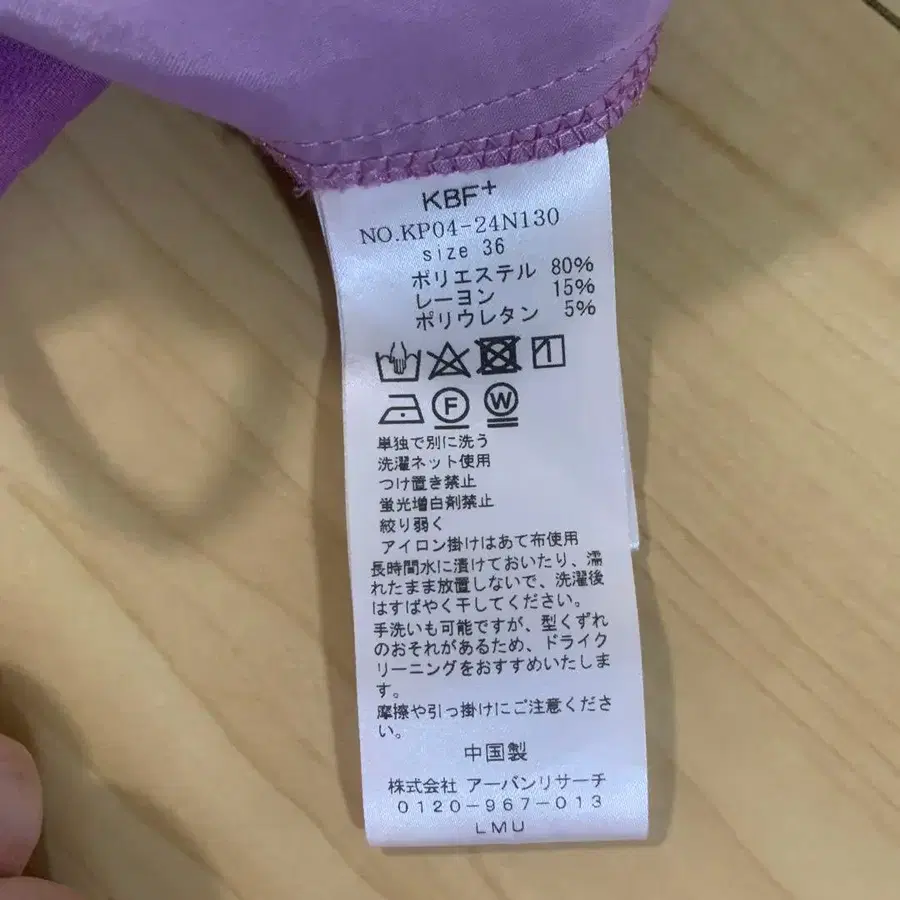 KBF+
NO.KP04-24N130
size 36
ポリエステル 80%
レーヨン 15%
ポリウレタン 5%
F W
単独で別に洗う
洗濯ネット使用
つけ置き禁止
蛍光増白剤禁止
絞り弱く
アイロン掛けはあて布使用
長時間水に漬けておいたり、濡
れたまま放置しないで、洗濯後
はすばやく干してください。
手洗いも可能ですが、型くずれ
のおそれがあるため、ドライク
リーニングをおすすめいたしま
す。
摩擦や引っ掛けにご注意くださ
い。
中国製
株式会社 アーバンリサーチ
0120-967-013
LMU